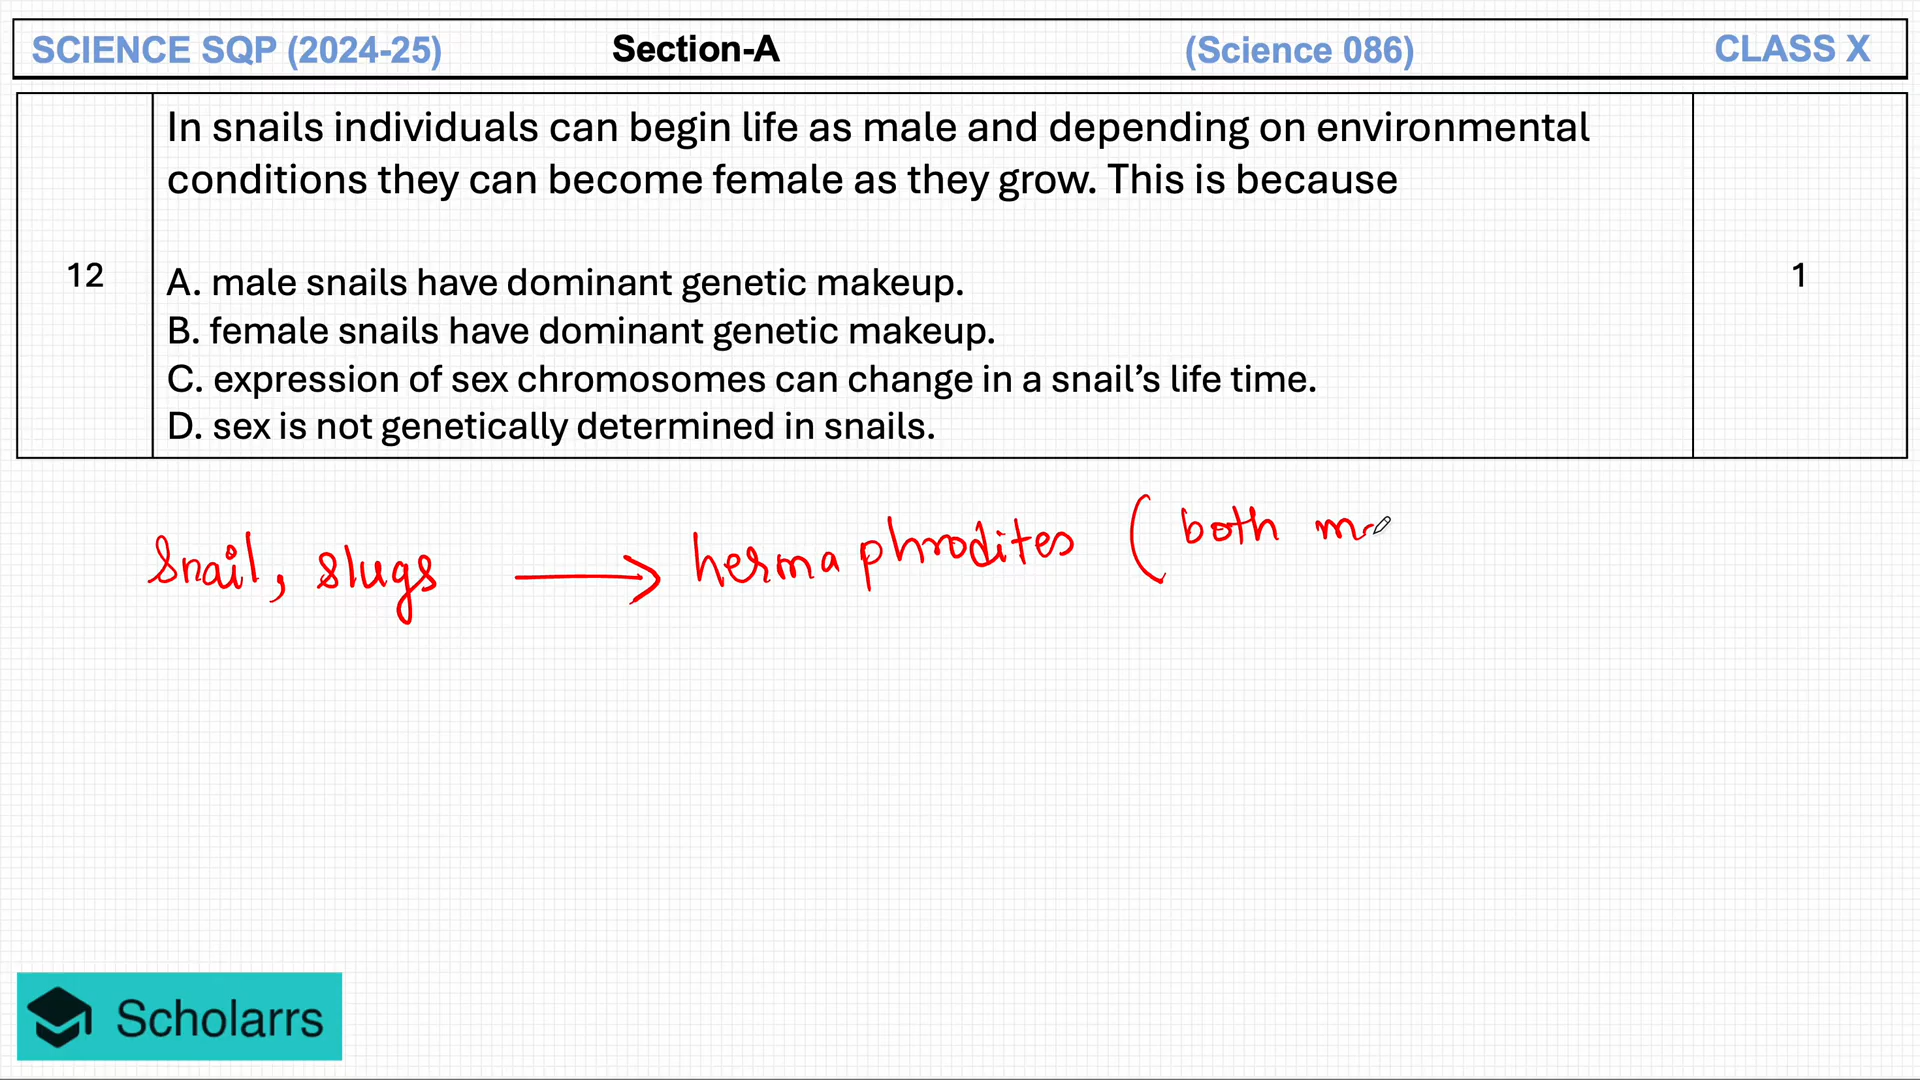 SCIENCE SQP (2024-25) Section-A (Science 086) CLASS X
In snails individuals can begin life as male and depending on environmental
conditions they can become female as they grow. This is because
12
1
A. male snails have dominant genetic makeup.
B. female snails have dominant genetic makeup.
C. expression of sex chromosomes can change in a snail’s life time.
D. sex is not genetically determined in snails.
Snail, slugs → hermaphrodites (both
Scholarrs